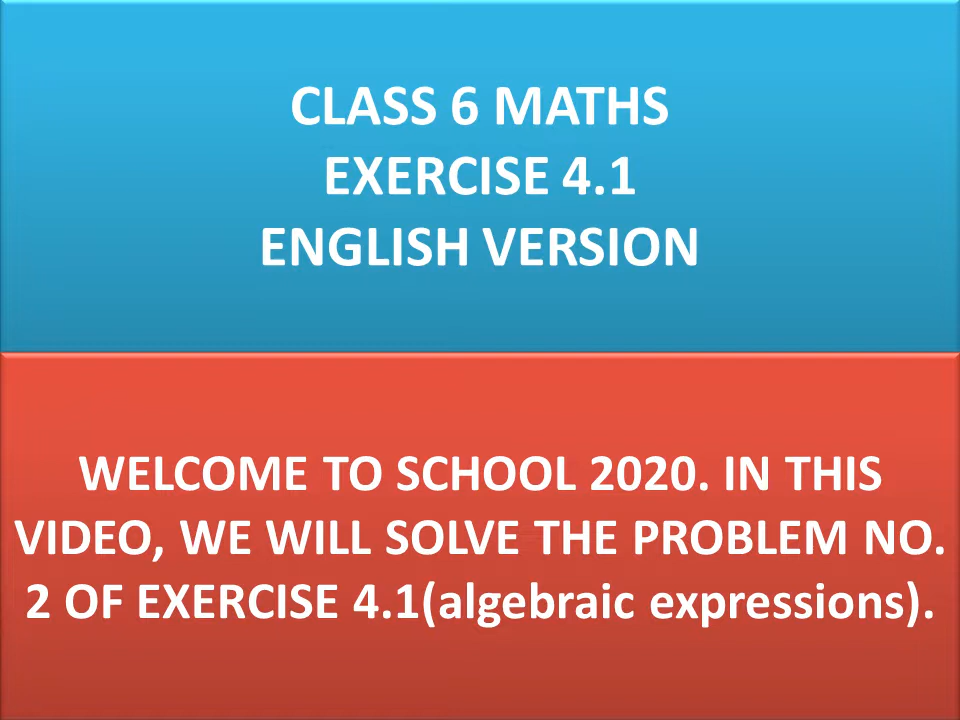 CLASS 6 MATHS
EXERCISE 4.1
ENGLISH VERSION
WELCOME TO SCHOOL 2020. IN THIS
VIDEO, WE WILL SOLVE THE PROBLEM NO.
2 OF EXERCISE 4.1(algebraic expressions).